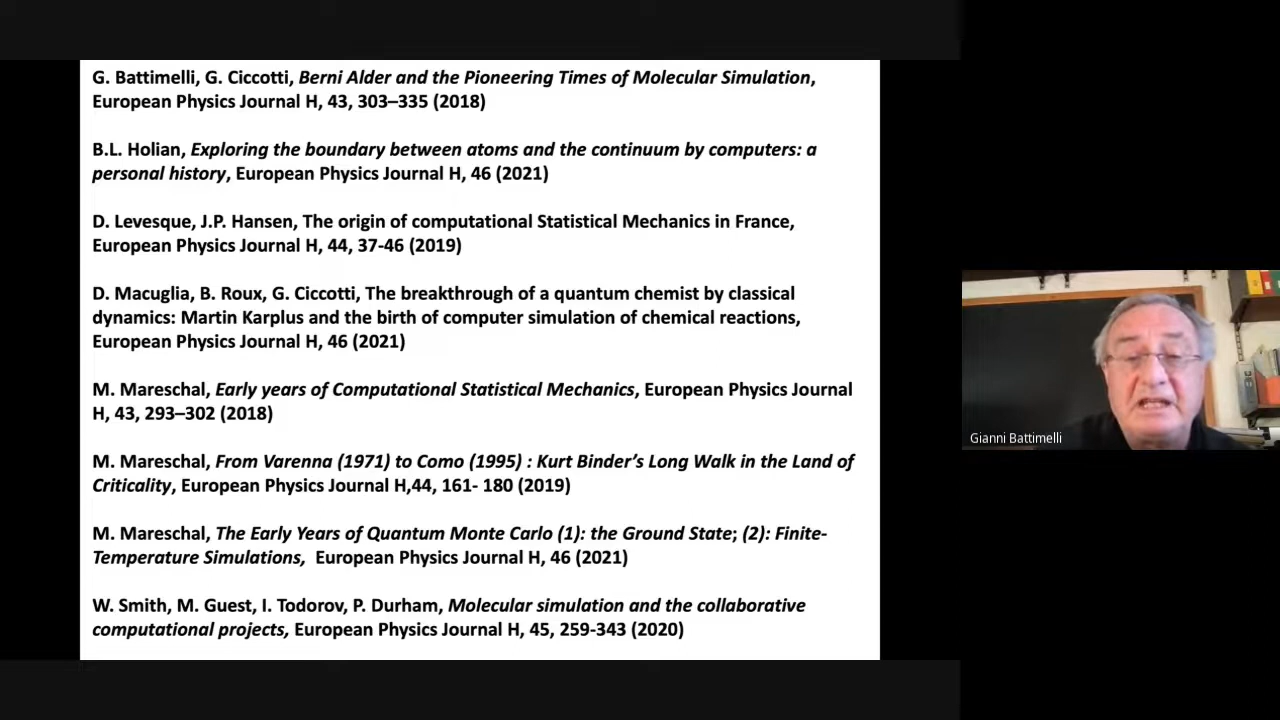 G. Battimelli, G. Ciccotti, Berni Alder and the Pioneering Times of Molecular Simulation,
European Physics Journal H, 43, 303–335 (2018)
B.L. Holian, Exploring the boundary between atoms and the continuum by computers: a
personal history, European Physics Journal H, 46 (2021)
D. Levesque, J.P. Hansen, The origin of computational Statistical Mechanics in France,
European Physics Journal H, 44, 37-46 (2019)
D. Macuglia, B. Roux, G. Ciccotti, The breakthrough of a quantum chemist by classical
dynamics: Martin Karplus and the birth of computer simulation of chemical reactions,
European Physics Journal H, 46 (2021)
M. Mareschal, Early years of Computational Statistical Mechanics, European Physics Journal
H, 43, 293–302 (2018)
M. Mareschal, From Varenna (1971) to Como (1995) : Kurt Binder’s Long Walk in the Land of
Criticality, European Physics Journal H,44, 161- 180 (2019)
M. Mareschal, The Early Years of Quantum Monte Carlo (1): the Ground State; (2): Finite-
Temperature Simulations, European Physics Journal H, 46 (2021)
W. Smith, M. Guest, I. Todorov, P. Durham, Molecular simulation and the collaborative
computational projects, European Physics Journal H, 45, 259-343 (2020)
Gianni Battimelli